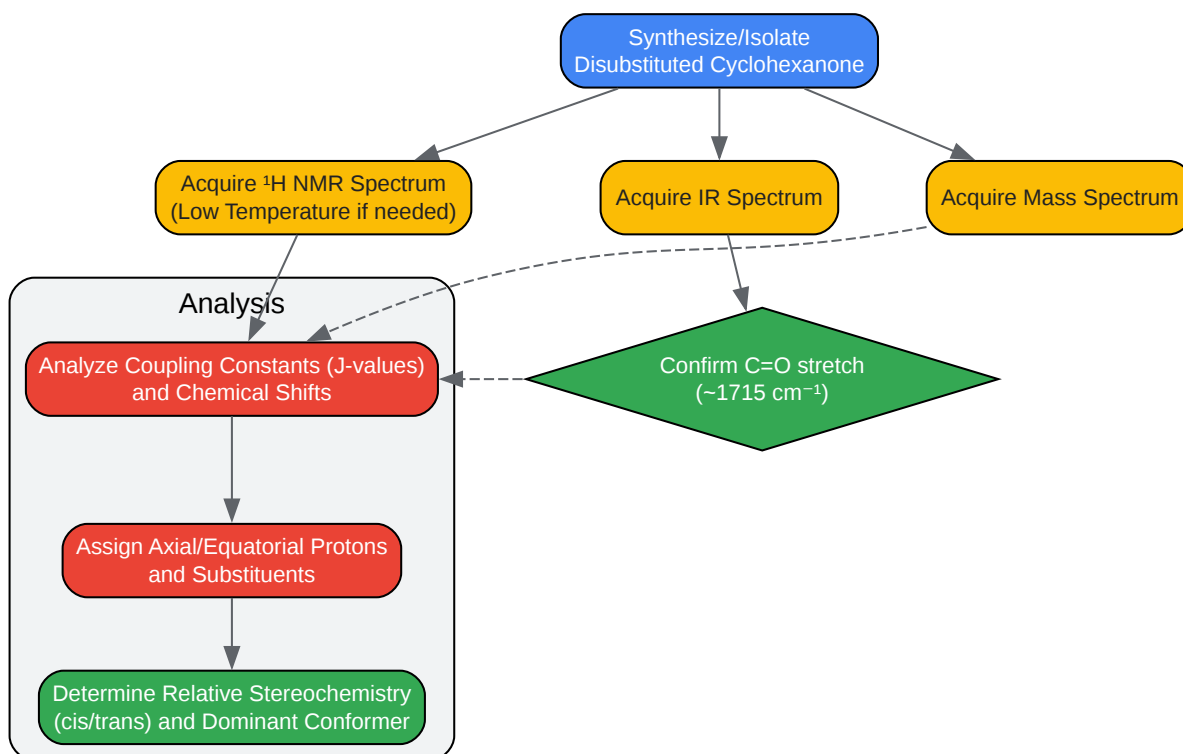 Synthesize/Isolate
Disubstituted Cyclohexanone
Acquire ¹H NMR Spectrum
(Low Temperature if needed)
Acquire IR Spectrum
Acquire Mass Spectrum
Analysis
Analyze Coupling Constants (J-values)
and Chemical Shifts
Confirm C=O stretch
(~1715 cm⁻¹)
Assign Axial/Equatorial Protons
and Substituents
Determine Relative Stereochemistry
(cis/trans) and Dominant Conformer